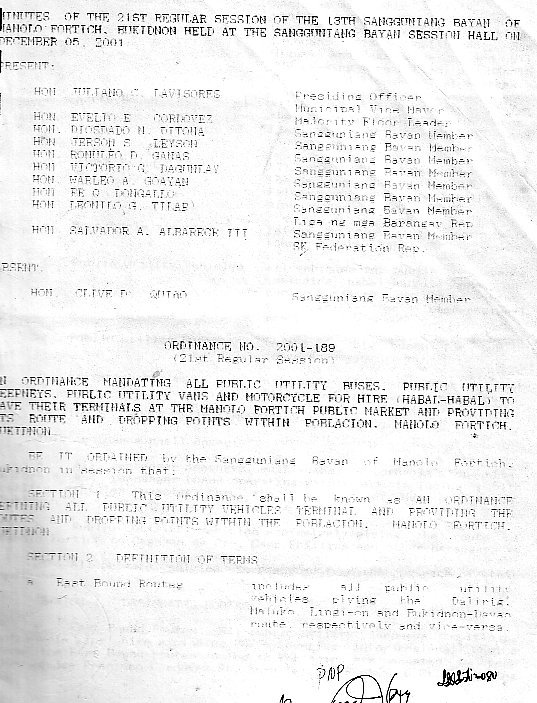 MINUTES OF THE 21ST REGULAR SESSION OF THE 13TH SANGGUNIANG BAYAN OF
MANOLO FORTICH, BUKIDNON HELD AT THE SANGGUNIANG BAYAN SESSION HALL ON
DECEMBER 05, 2001
PRESENT:
HON. JULIANO C. LAVISORES Presiding Officer
Municipal Vice Mayor
HON. EVELIO E. CORDOVEZ Majority Floor Leader
HON. DIOSDADO N. DITONA Sangguniang Bayan Member
HON. JERSON S. LEYSON Sangguniang Bayan Member
HON. ROMULEO D. GANAS Sangguniang Bayan Member
HON. VICTORIO C. DAGUNLAY Sangguniang Bayan Member
HON. WARLEO A. GOAYAN Sangguniang Bayan Member
HON. FE Q. DONGALLO Sangguniang Bayan Member
HON. LEONILO G. Sangguniang Bayan Member
Liga ng mga Barangay Rep.
HON. SALVADOR A. ALBARECE III Sangguniang Bayan Member
SK Federation Rep.
BSENT:
HON. CLIVE D. QUIAO Sangguniang Bayan Member
ORDINANCE NO. 2001-189
(21st Regular Session)
N ORDINANCE MANDATING ALL PUBLIC UTILITY BUSES, PUBLIC UTILITY
EEPNEYS, PUBLIC UTILITY VANS AND MOTORCYCLE FOR HIRE (HABAL-HABAL) TO
AVE THEIR TERMINALS AT THE MANOLO FORTICH PUBLIC MARKET AND PROVIDING
TS ROUTE AND DROPPING POINTS WITHIN POBLACION, MANOLO FORTICH,
UKIDNON.
BE IT ORDAINED by the Sangguniang Bayan of Manolo Fortich,
ukidnon in session that:
SECTION 1. This ordinance shall be known as AN ORDINANCE
EFINING ALL PUBLIC UTILITY VEHICLES TERMINAL AND PROVIDING THE
OUTES AND DROPPING POINTS WITHIN THE POBLACION, MANOLO FORTICH,
UKIDNON
SECTION 2. DEFINITION OF TERMS
a. East Bound Routes includes all public utility
vehicles plying the Dalirig,
Maluko, Lingi-on and Bukidnon-Davao
route, respectively and vice-versa.